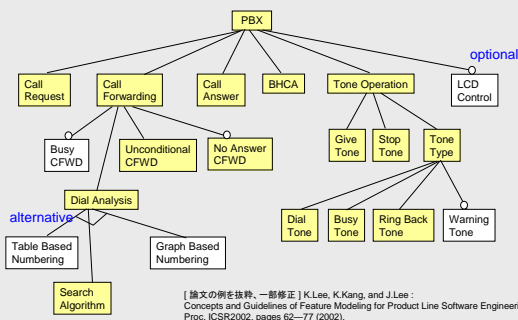 PBX
optional
Call
Request
Call
Forwarding
Call
Answer
BHCA
Tone Operation
LCD
Control
Busy
CFWD
Unconditional
CFWD
No Answer
CFWD
Give
Tone
Stop
Tone
Tone
Type
Dial Analysis
alternative
Table Based
Numbering
Graph Based
Numbering
Dial
Tone
Busy
Tone
Ring Back
Tone
Warning
Tone
Search
Algorithm
[ 論文の例を抜粋、一部修正 ] K.Lee, K.Kang, and J.Lee :
Concepts and Guidelines of Feature Modeling for Product Line Software Engineeri
Proc. ICSR2002, pages 62—77 (2002).